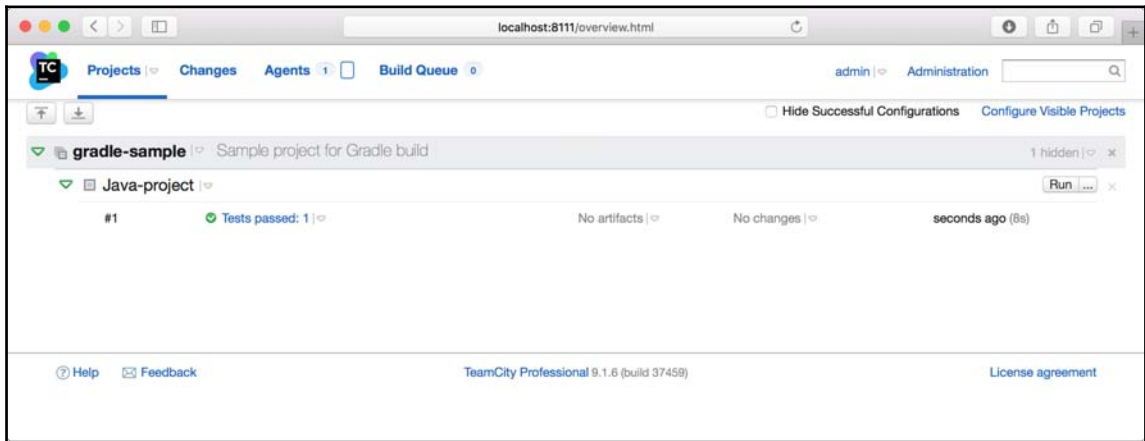 localhost:8111/overview.html
TC Projects Changes Agents 1 Build Queue 0 admin Administration
Hide Successful Configurations Configure Visible Projects
gradle-sample Sample project for Gradle build 1 hidden
Java-project Run ...
#1 Tests passed: 1 No artifacts No changes seconds ago (8s)
Help Feedback TeamCity Professional 9.1.6 (build 37459) License agreement